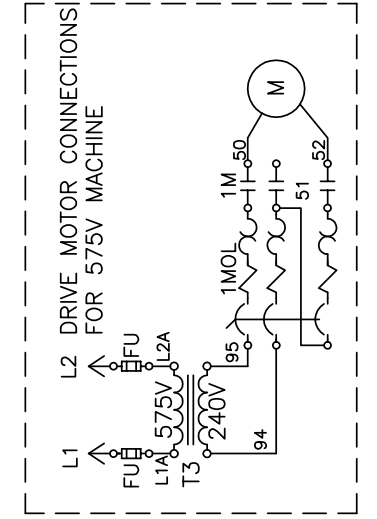 DRIVE MOTOR CONNECTIONS
FOR 575V MACHINE
L1
L2
FU
FU
L1A
L2A
575V
T3
240V
94
95
1MOL
1M
50
51
52
M